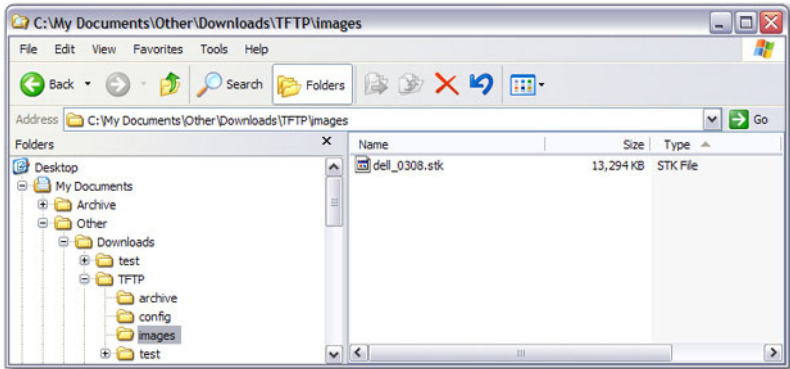 C:\My Documents\Other\Downloads\TFTP\images
File Edit View Favorites Tools Help
Back Search Folders
Address C:\My Documents\Other\Downloads\TFTP\images Go
Folders x Name Size Type
Desktop
dell_0308.stk 13,294 KB STK File
My Documents
Archive
Other
Downloads
test
TFTP
archive
config
images
test